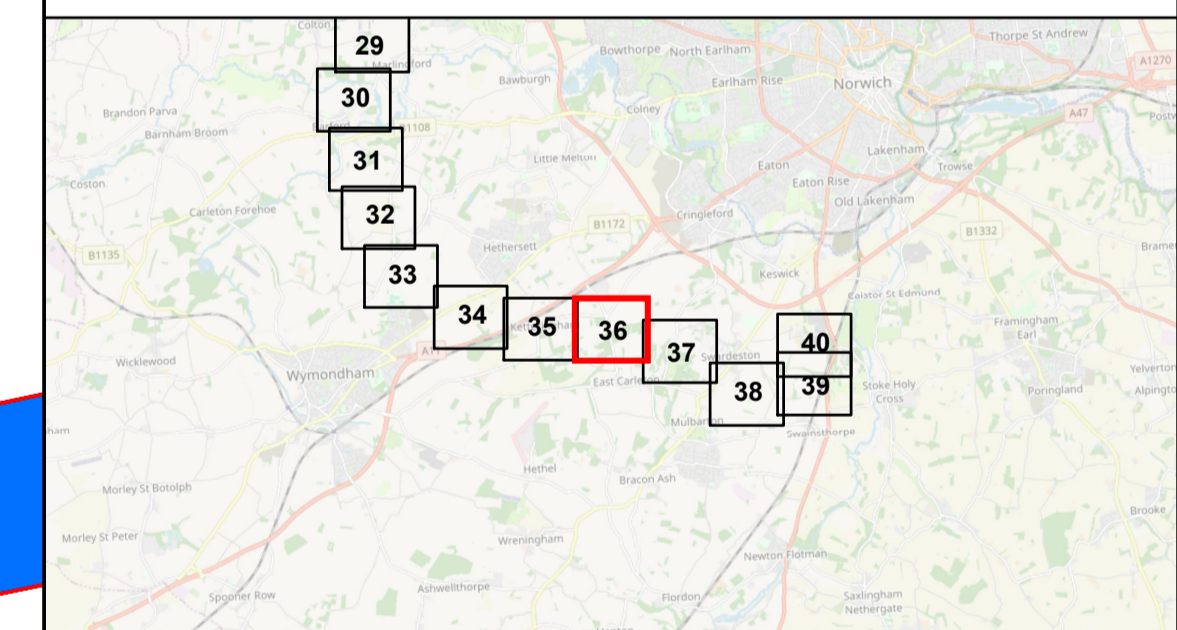 Colton
29
Marlingford
Bowthorpe
North Earlham
Thorpe St Andrew
A1270
Bawburgh
Earlham Rise
Norwich
30
Brandon Parva
Colney
A47
Barnham Broom
B1108
31
Little Melton
Lakenham
Eaton
Trowse
Coston
Eaton Rise
Old Lakenham
Carleton Forehoe
32
Cringleford
B1172
B1332
Hethersett
B1135
33
Keswick
Caistor St Edmund
34
35
36
37
40
Framingham
Earl
Swardeston
Wicklewood
Wymondham
East Carleton
38
39
Stoke Holy
Cross
Poringland
Mulbarton
Swainsthorpe
Hethel
Bracon Ash
Morley St Botolph
Brooke
Morley St Peter
Wreningham
Newton Flotman
Ashwellthorpe
Spooner Row
Flordon
Saxlingham
Nethergate